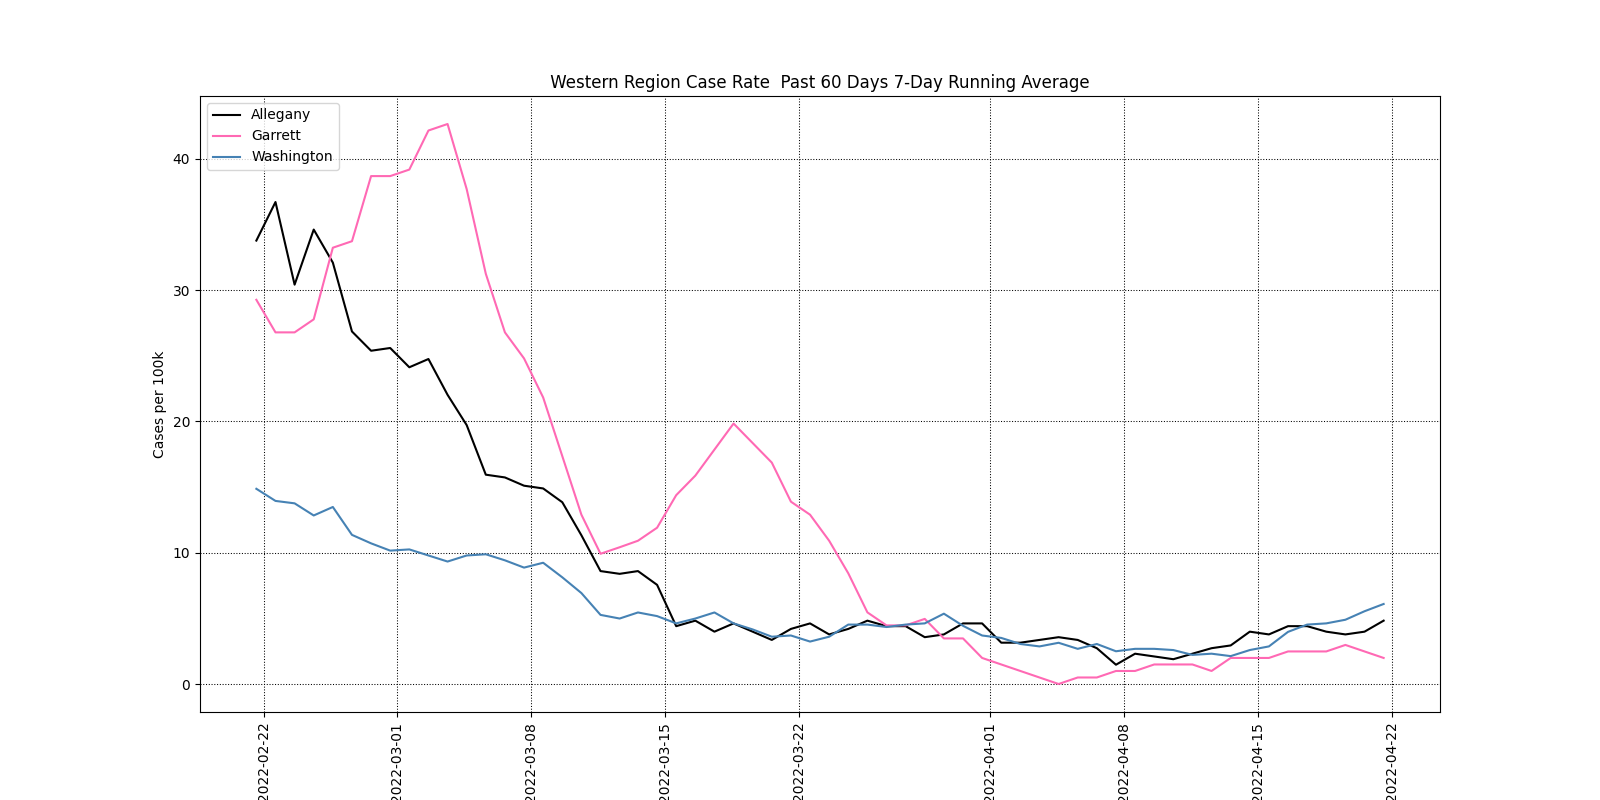 Western Region Case Rate  Past 60 Days 7-Day Running Average
Allegany
Garrett
Washington
Cases per 100k
40
30
20
10
0
2022-02-22
2022-03-01
2022-03-08
2022-03-15
2022-03-22
2022-04-01
2022-04-08
2022-04-15
2022-04-22